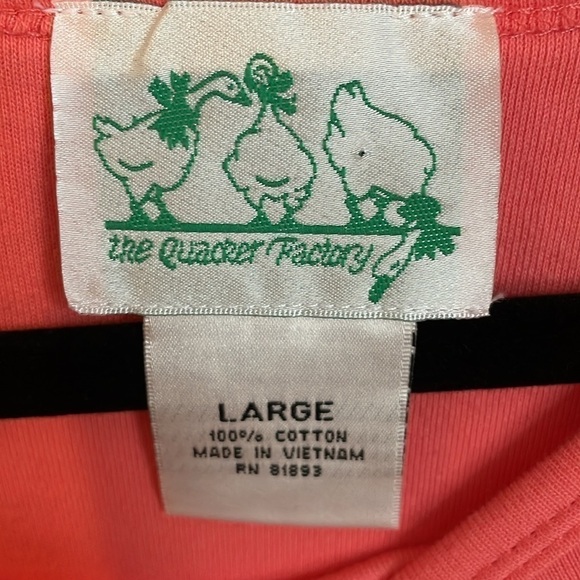 the Quacker Factory
LARGE
100% COTTON
MADE IN VIETNAM
RN 81893